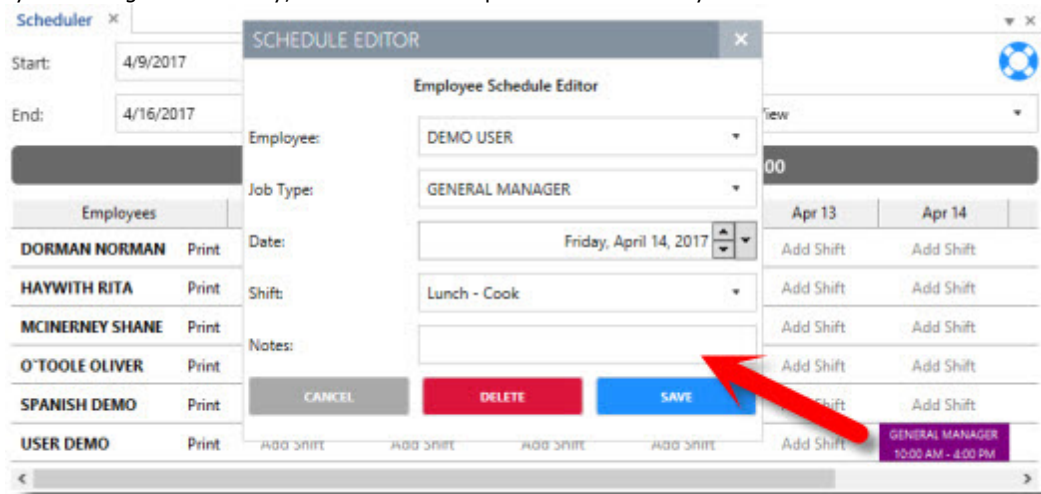 Scheduler ×
SCHEDULE EDITOR ×
Start: 4/9/2017
Employee Schedule Editor
End: 4/16/2017
Employee: DEMO USER
00
Job Type: GENERAL MANAGER
Employees Apr 13 Apr 14
Date: Friday, April 14, 2017
DORMAN NORMAN Print Add Shift Add Shift
HAYWITH RITA Print Add Shift Add Shift
Shift: Lunch - Cook
MCINERNEY SHANE Print Add Shift Add Shift
Notes:
O`TOOLE OLIVER Print Add Shift Add Shift
CANCEL DELETE SAVE
SPANISH DEMO Print Shift Add Shift
USER DEMO Print Add Shift Add Shift Add Shift Add Shift Add Shift GENERAL MANAGER
10:00 AM - 4:00 PM